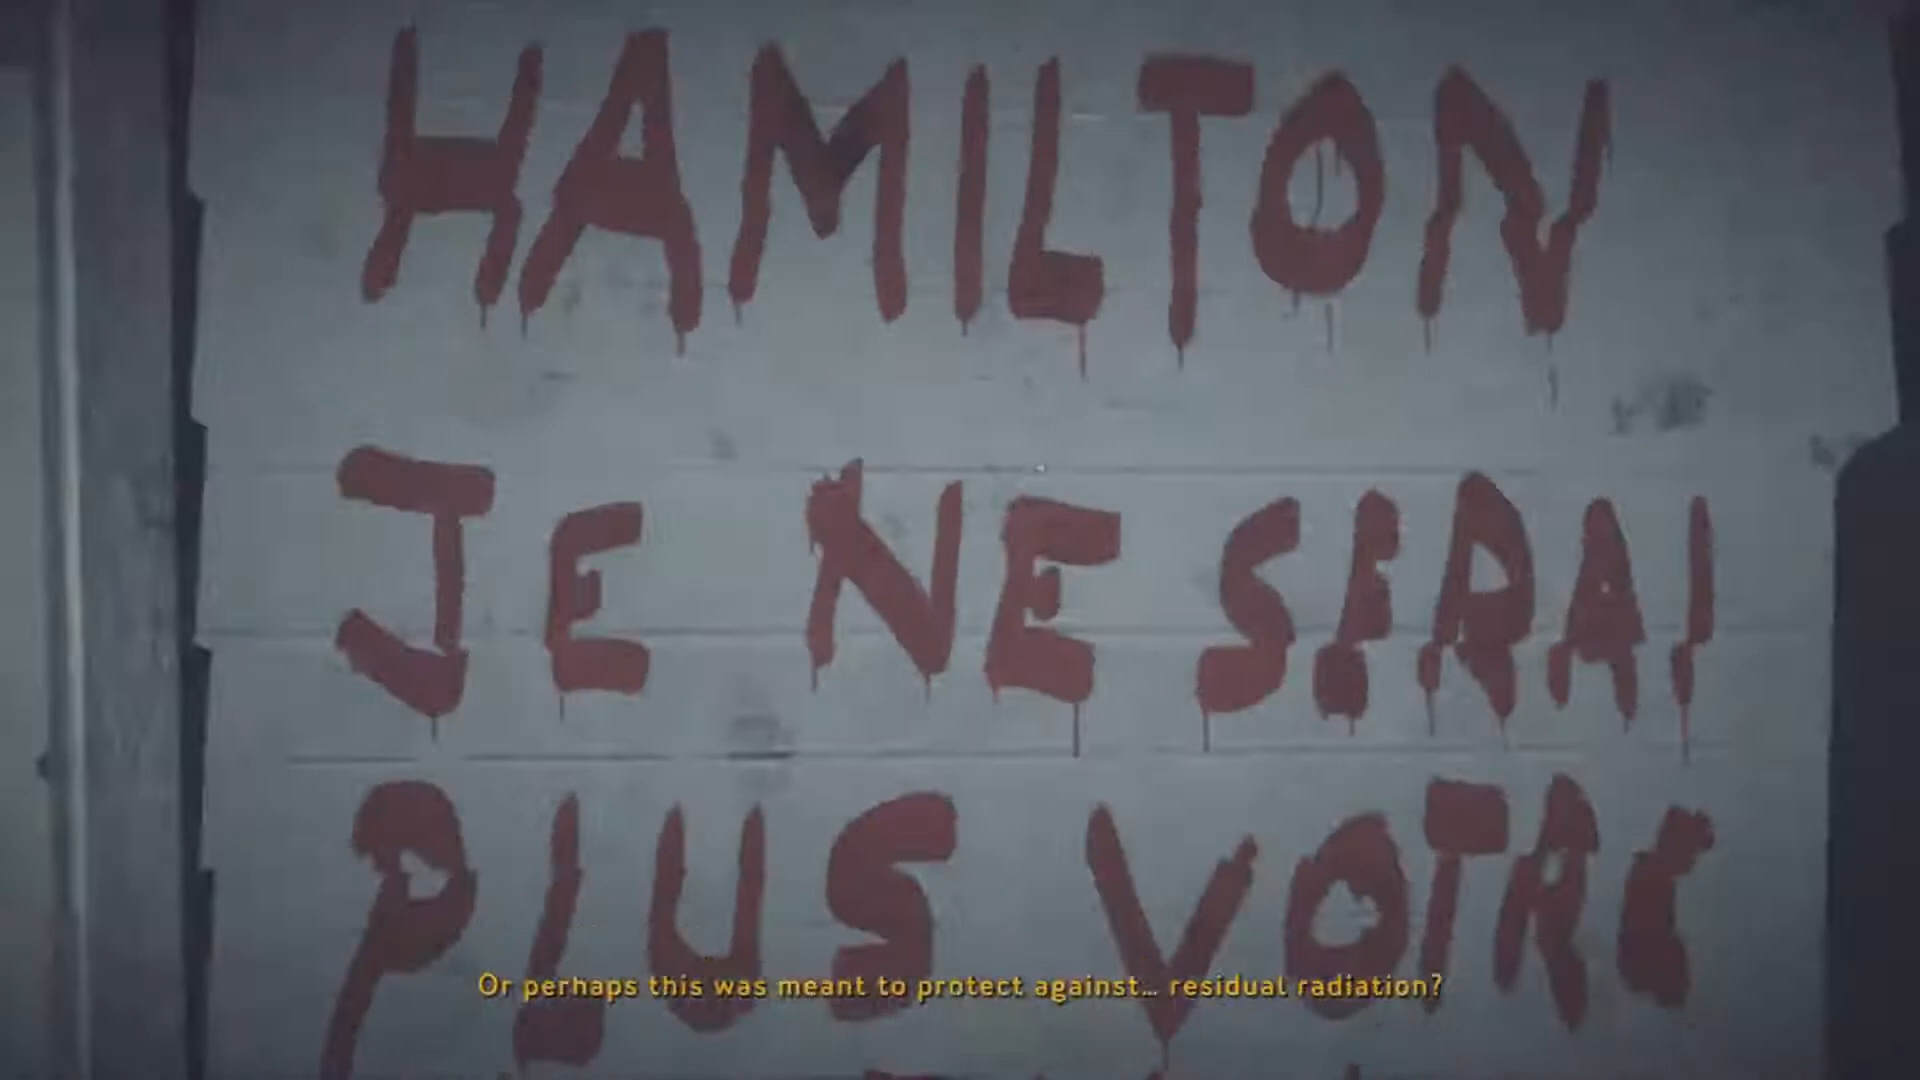 HAMILTON
JE NE SERAI
PLUS VOTRE
Or perhaps this was meant to protect against... residual radiation?